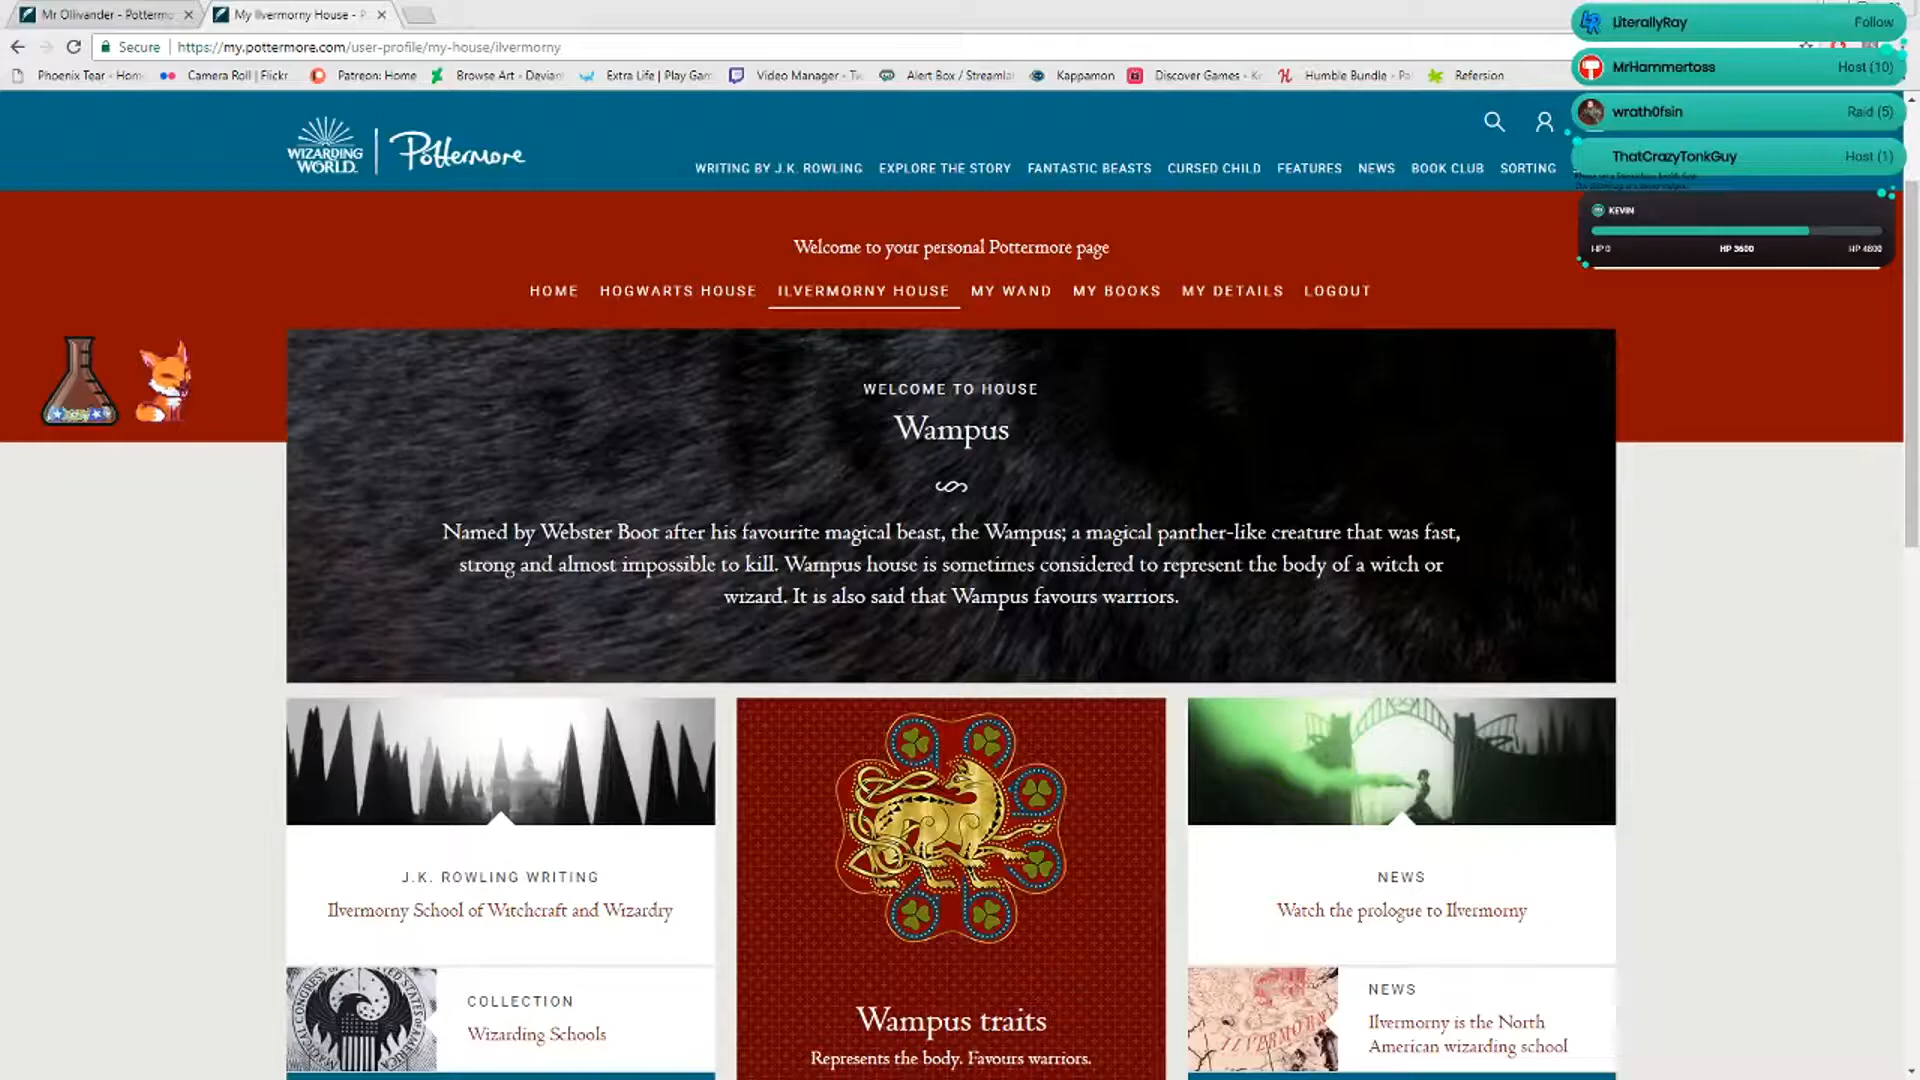 Mr Ollivander - Pottermo
My Ilvermorny House - P
Secure
https://my.pottermore.com/user-profile/my-house/ilvermorny
Phoenix Tear - Hom
Camera Roll | Flickr
Patreon: Home
Browse Art - Devian
Extra Life | Play Gam
Video Manager - Tw
Alert Box / Streamla
Kappamon
Discover Games - Kr
Humble Bundle - Pa
Refersion
LiterallyRay Follow
MrHammertoss Host (10)
wrath0fsin Raid (5)
ThatCrazyTonkGuy Host (1)
KEVIN
HP 0 HP 3600 HP 4800
WIZARDING
WORLD
Pottermore
WRITING BY J.K. ROWLING
EXPLORE THE STORY
FANTASTIC BEASTS
CURSED CHILD
FEATURES
NEWS
BOOK CLUB
SORTING
Welcome to your personal Pottermore page
HOME
HOGWARTS HOUSE
ILVERMORNY HOUSE
MY WAND
MY BOOKS
MY DETAILS
LOGOUT
WELCOME TO HOUSE
Wampus
Named by Webster Boot after his favourite magical beast, the Wampus; a magical panther-like creature that was fast,
strong and almost impossible to kill. Wampus house is sometimes considered to represent the body of a witch or
wizard. It is also said that Wampus favours warriors.
J.K. ROWLING WRITING
Ilvermorny School of Witchcraft and Wizardry
COLLECTION
Wizarding Schools
Wampus traits
Represents the body. Favours warriors.
NEWS
Watch the prologue to Ilvermorny
ILVERMORNY
NEWS
Ilvermorny is the North
American wizarding school